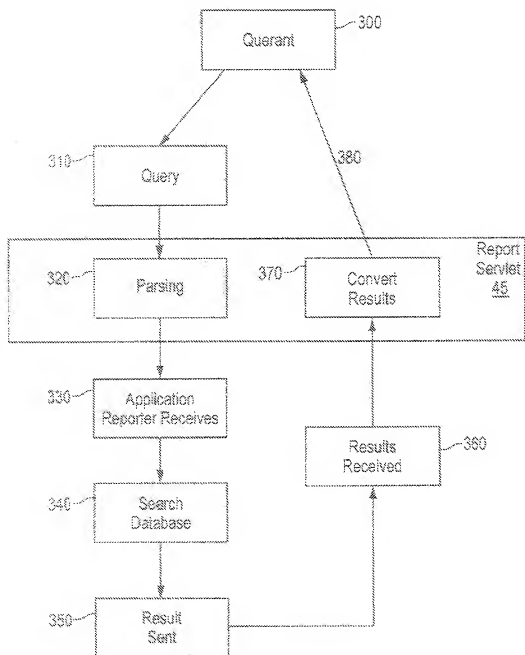 Querant
300
310
Query
380
320
Parsing
370
Convert
Results
Report
Servlet
45
330
Application
Reporter Receives
Results
Received
360
340
Search
Database
350
Result
Sent